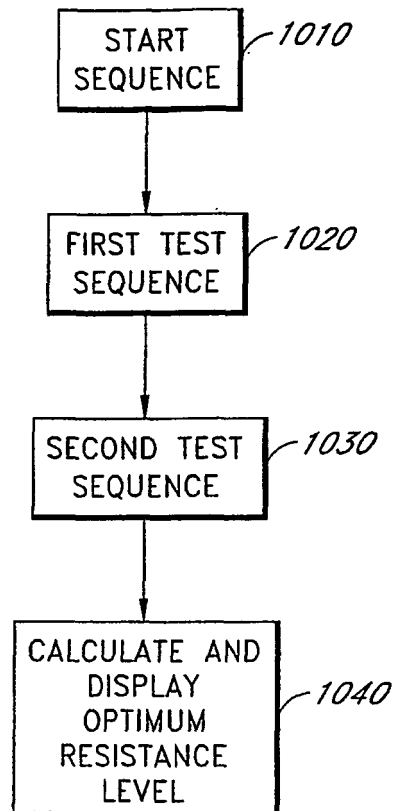 START
SEQUENCE
1010
FIRST TEST
SEQUENCE
1020
SECOND TEST
SEQUENCE
1030
CALCULATE AND
DISPLAY
OPTIMUM
RESISTANCE
LEVEL
1040